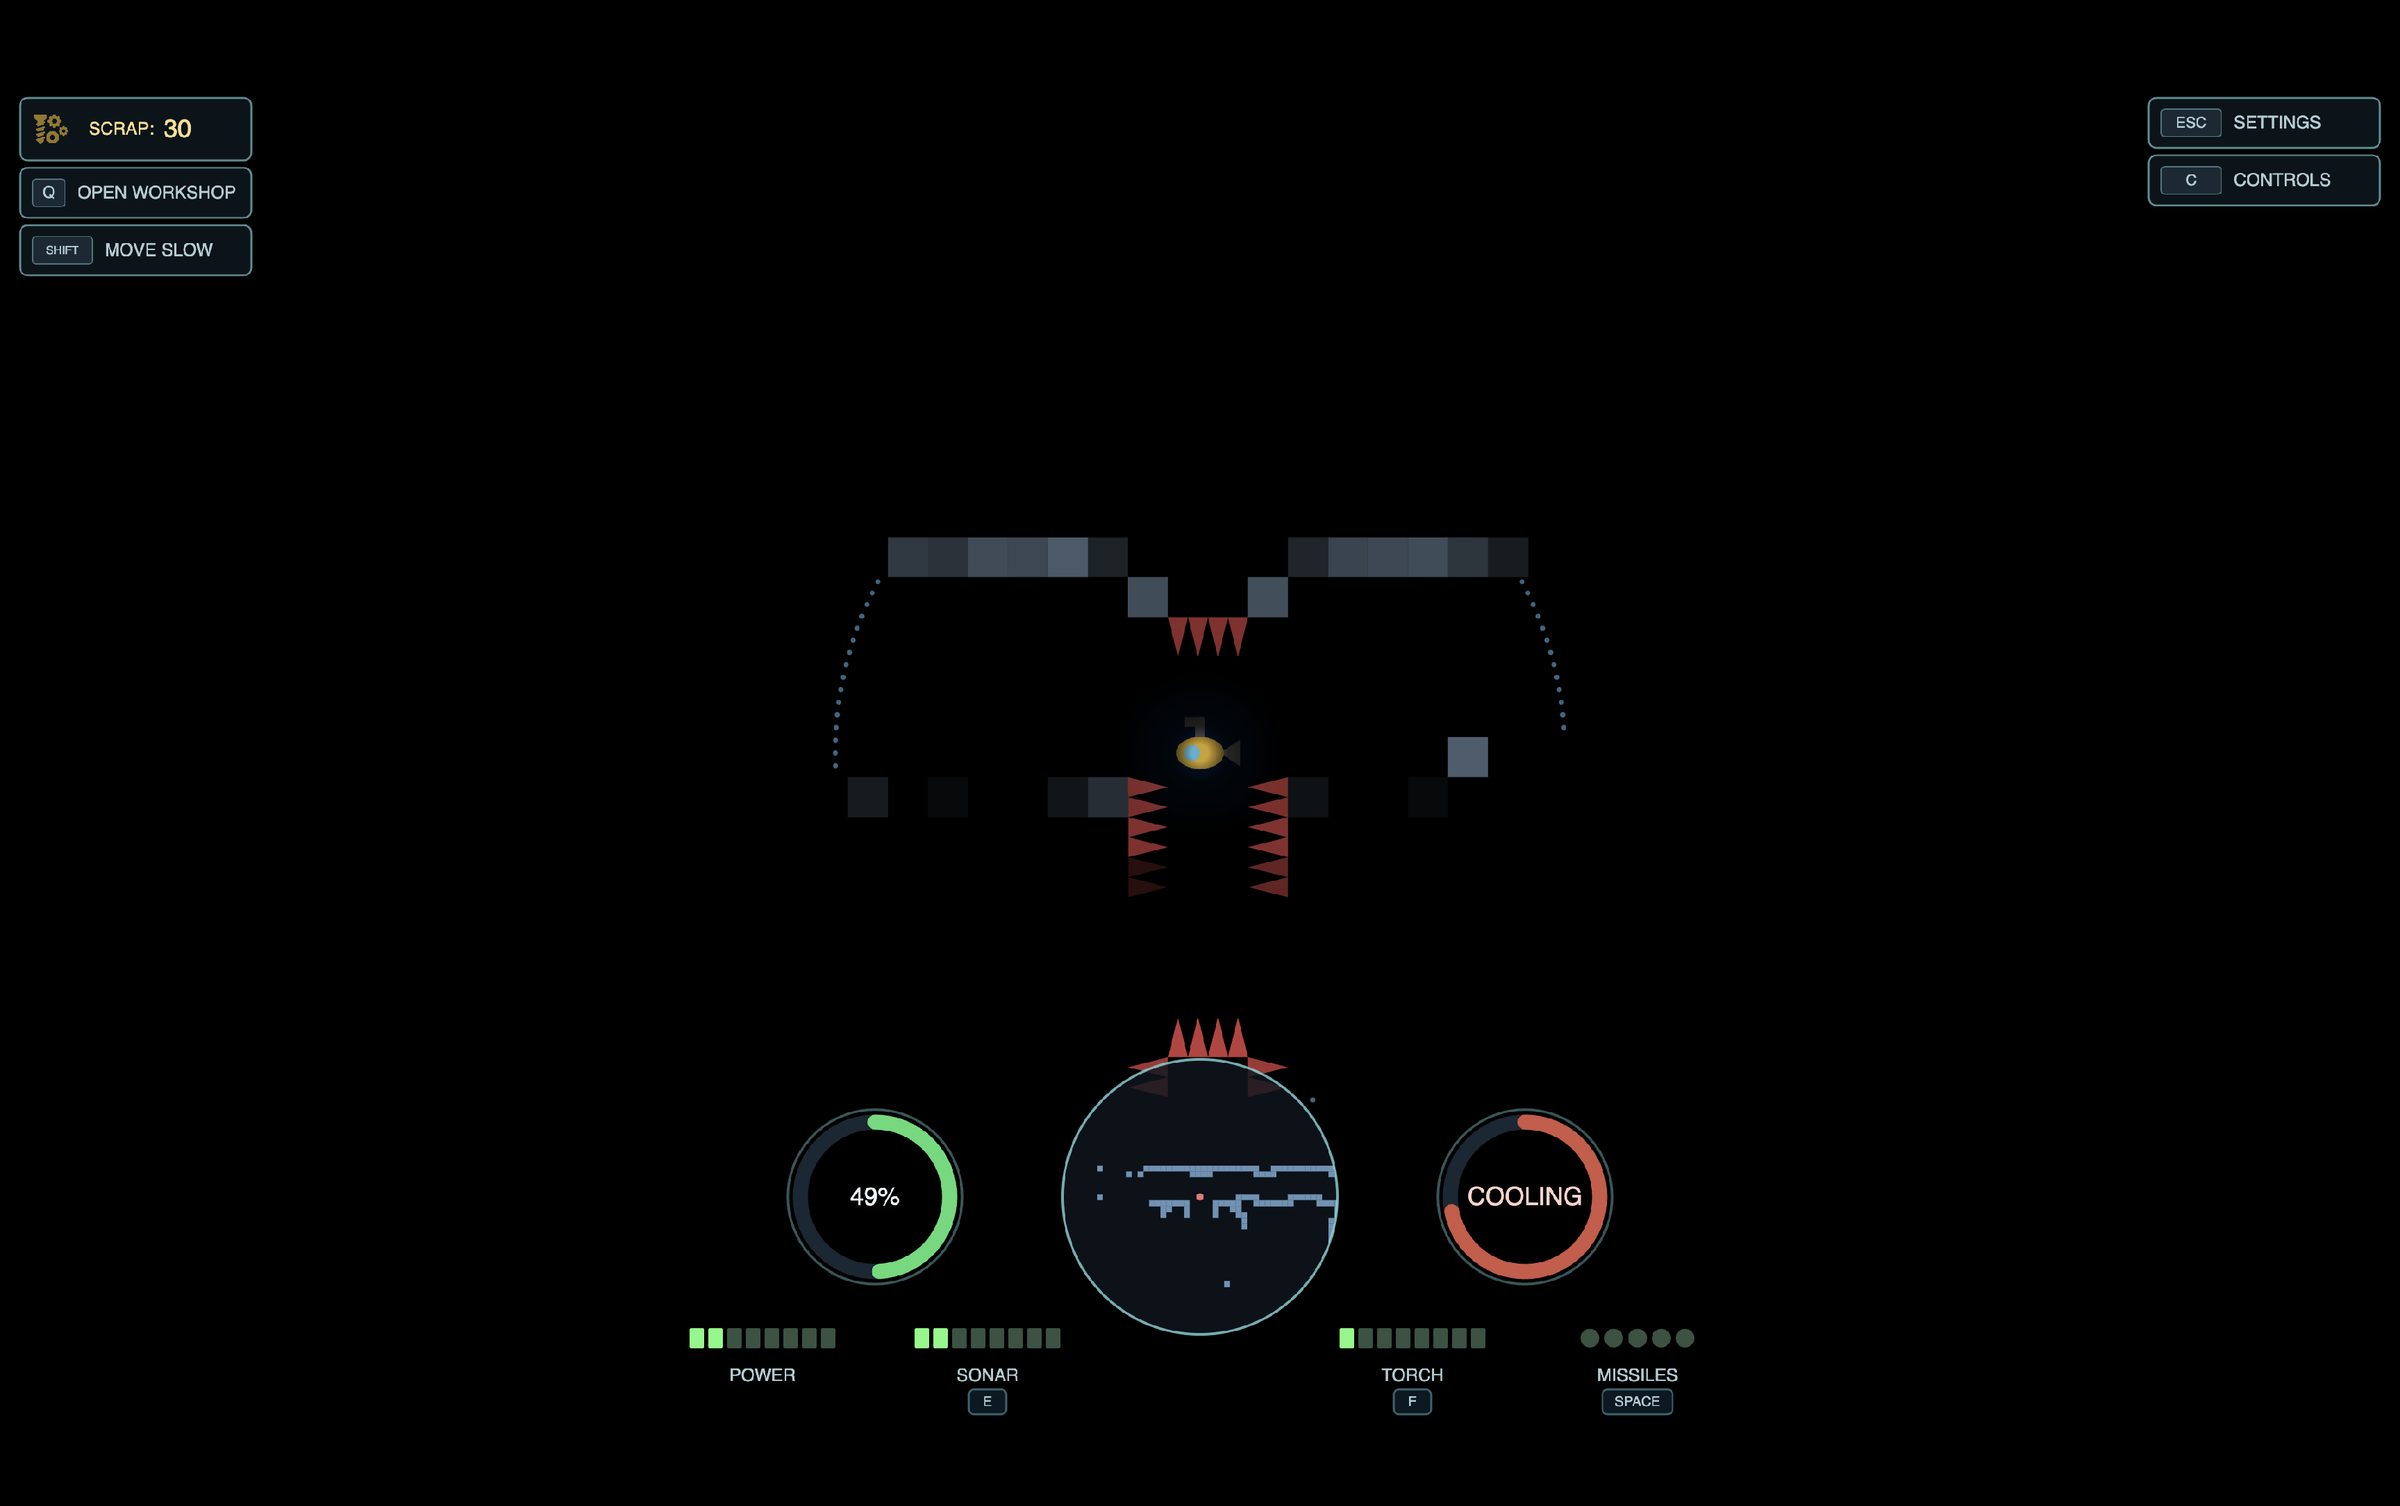 SCRAP: 30
Q OPEN WORKSHOP
SHIFT MOVE SLOW
ESC SETTINGS
C CONTROLS
49%
COOLING
POWER
SONAR
E
TORCH
F
MISSILES
SPACE